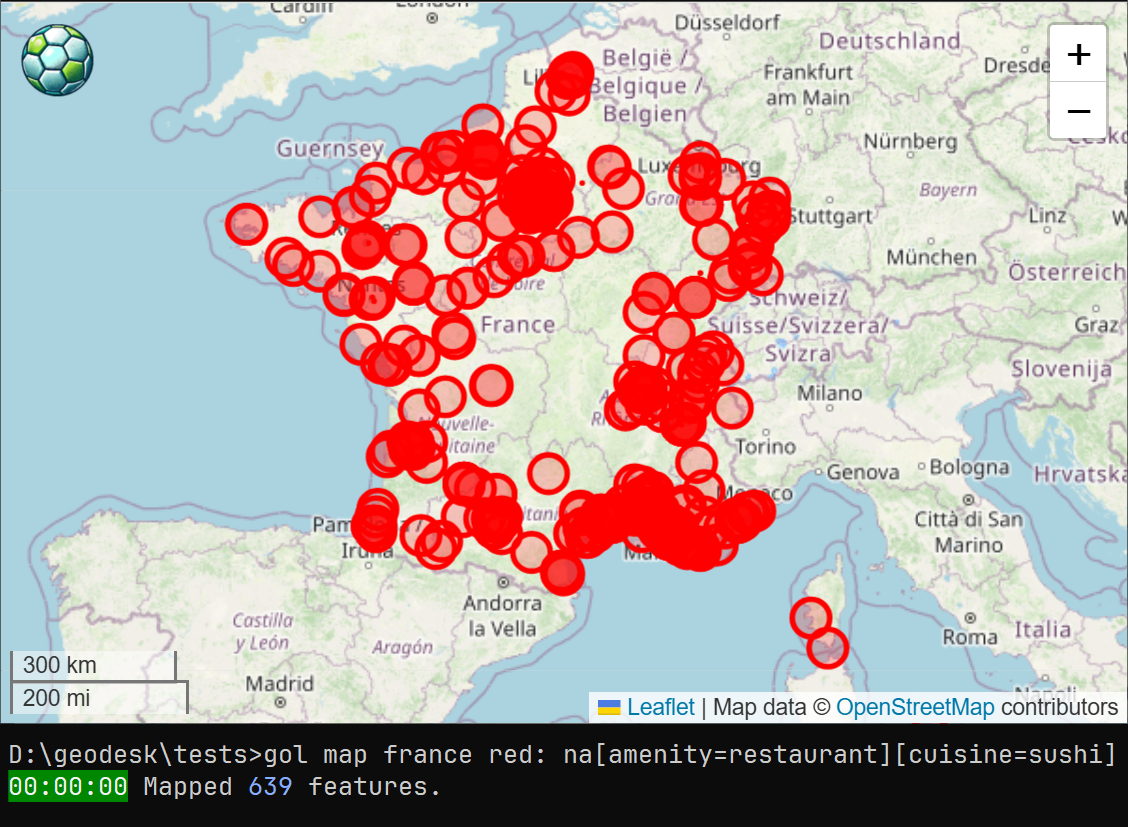 Cardiff
London
Düsseldorf
België /
Belgique /
Belgien
Deutschland
Frankfurt
am Main
Dresde
+
−
Guernsey
Nürnberg
Bayern
Linz
Stuttgart
München
Österreich
Graz
Schweiz/
Suisse/Svizzera/
Svizra
France
Slovenija
Milano
Torino
Genova
Bologna
Hrvatska
Città di San
Marino
Andorra
la Vella
Castilla
y León
Aragón
Roma
Italia
300 km
200 mi
Madrid
Napoli
Leaflet | Map data © OpenStreetMap contributors
D:\geodesk\tests>gol map france red: na[amenity=restaurant][cuisine=sushi]
00:00:00 Mapped 639 features.